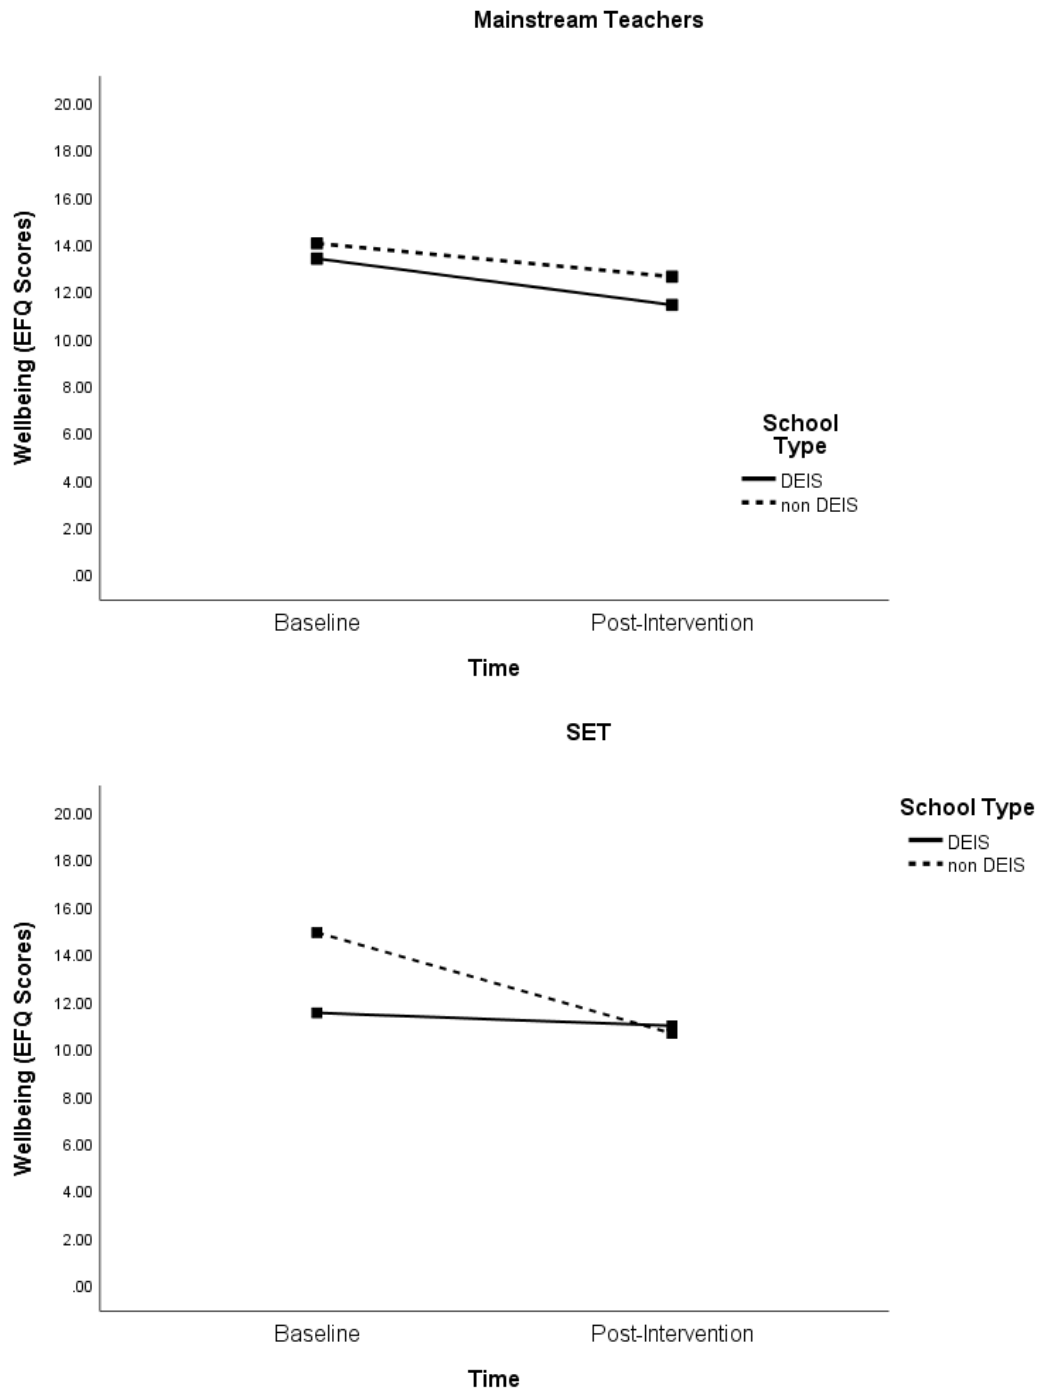 Mainstream Teachers
Wellbeing (EFQ Scores)
20.00
18.00
16.00
14.00
12.00
10.00
8.00
6.00
4.00
2.00
.00
School
Type
DEIS
non DEIS
Baseline
Post-Intervention
Time
SET
Wellbeing (EFQ Scores)
20.00
18.00
16.00
14.00
12.00
10.00
8.00
6.00
4.00
2.00
.00
School Type
DEIS
non DEIS
Baseline
Post-Intervention
Time